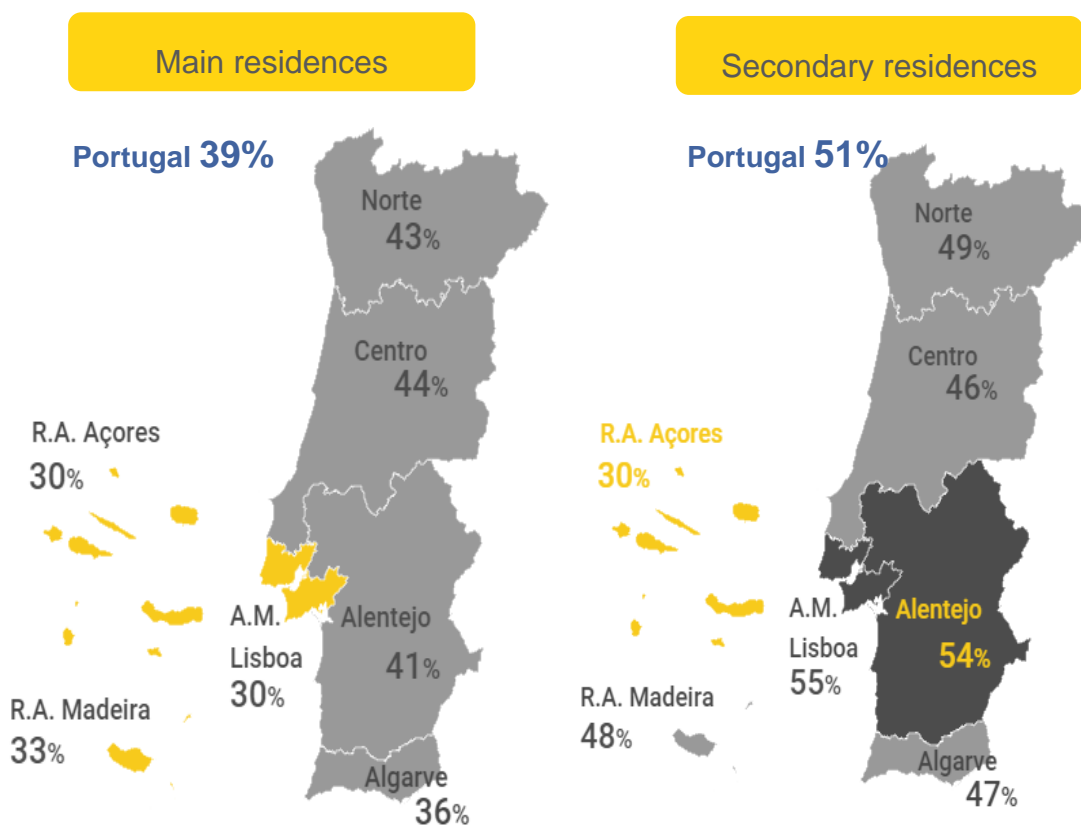 Main residences
Portugal 39%
Norte
43%
Centro
44%
R.A. Açores
30%
A.M.
Lisboa
30%
Alentejo
41%
R.A. Madeira
33%
Algarve
36%
Secondary residences
Portugal 51%
Norte
49%
Centro
46%
R.A. Açores
30%
A.M.
Lisboa
55%
Alentejo
54%
R.A. Madeira
48%
Algarve
47%